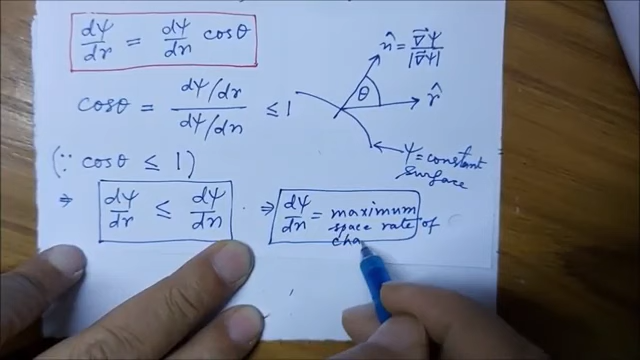 dψ/dr = dψ/dn cosθ
n̂ = ∇⃗ψ/|∇⃗ψ|
θ
r̂
cosθ = dψ/dr / dψ/dn ≤ 1
ψ = constant
surface
(∵ cosθ ≤ 1)
⇒ dψ/dr ≤ dψ/dn ⇒ dψ/dn = maximum
space rate of
cha